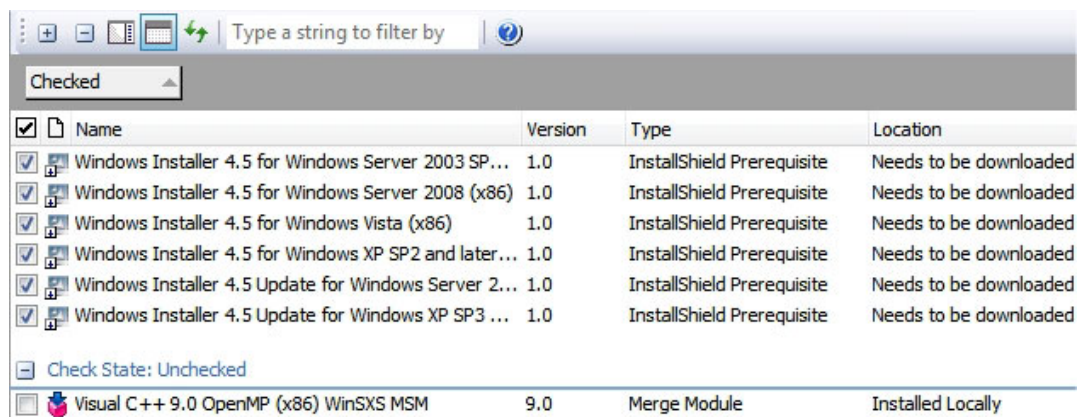 Type a string to filter by
Checked
Name Version Type Location
Windows Installer 4.5 for Windows Server 2003 SP... 1.0 InstallShield Prerequisite Needs to be downloaded
Windows Installer 4.5 for Windows Server 2008 (x86) 1.0 InstallShield Prerequisite Needs to be downloaded
Windows Installer 4.5 for Windows Vista (x86) 1.0 InstallShield Prerequisite Needs to be downloaded
Windows Installer 4.5 for Windows XP SP2 and later... 1.0 InstallShield Prerequisite Needs to be downloaded
Windows Installer 4.5 Update for Windows Server 2... 1.0 InstallShield Prerequisite Needs to be downloaded
Windows Installer 4.5 Update for Windows XP SP3 ... 1.0 InstallShield Prerequisite Needs to be downloaded
Check State: Unchecked
Visual C++ 9.0 OpenMP (x86) WinSXS MSM 9.0 Merge Module Installed Locally